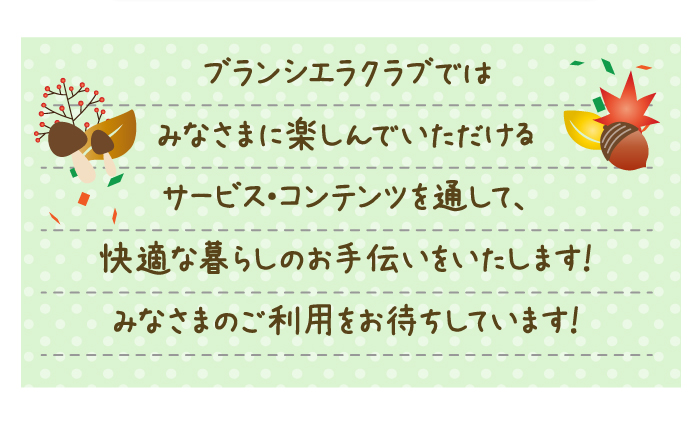 ブランシエラクラブでは
みなさまに楽しんでいただける
サービス・コンテンツを通して、
快適な暮らしのお手伝いをいたします!
みなさまのご利用をお待ちしています!